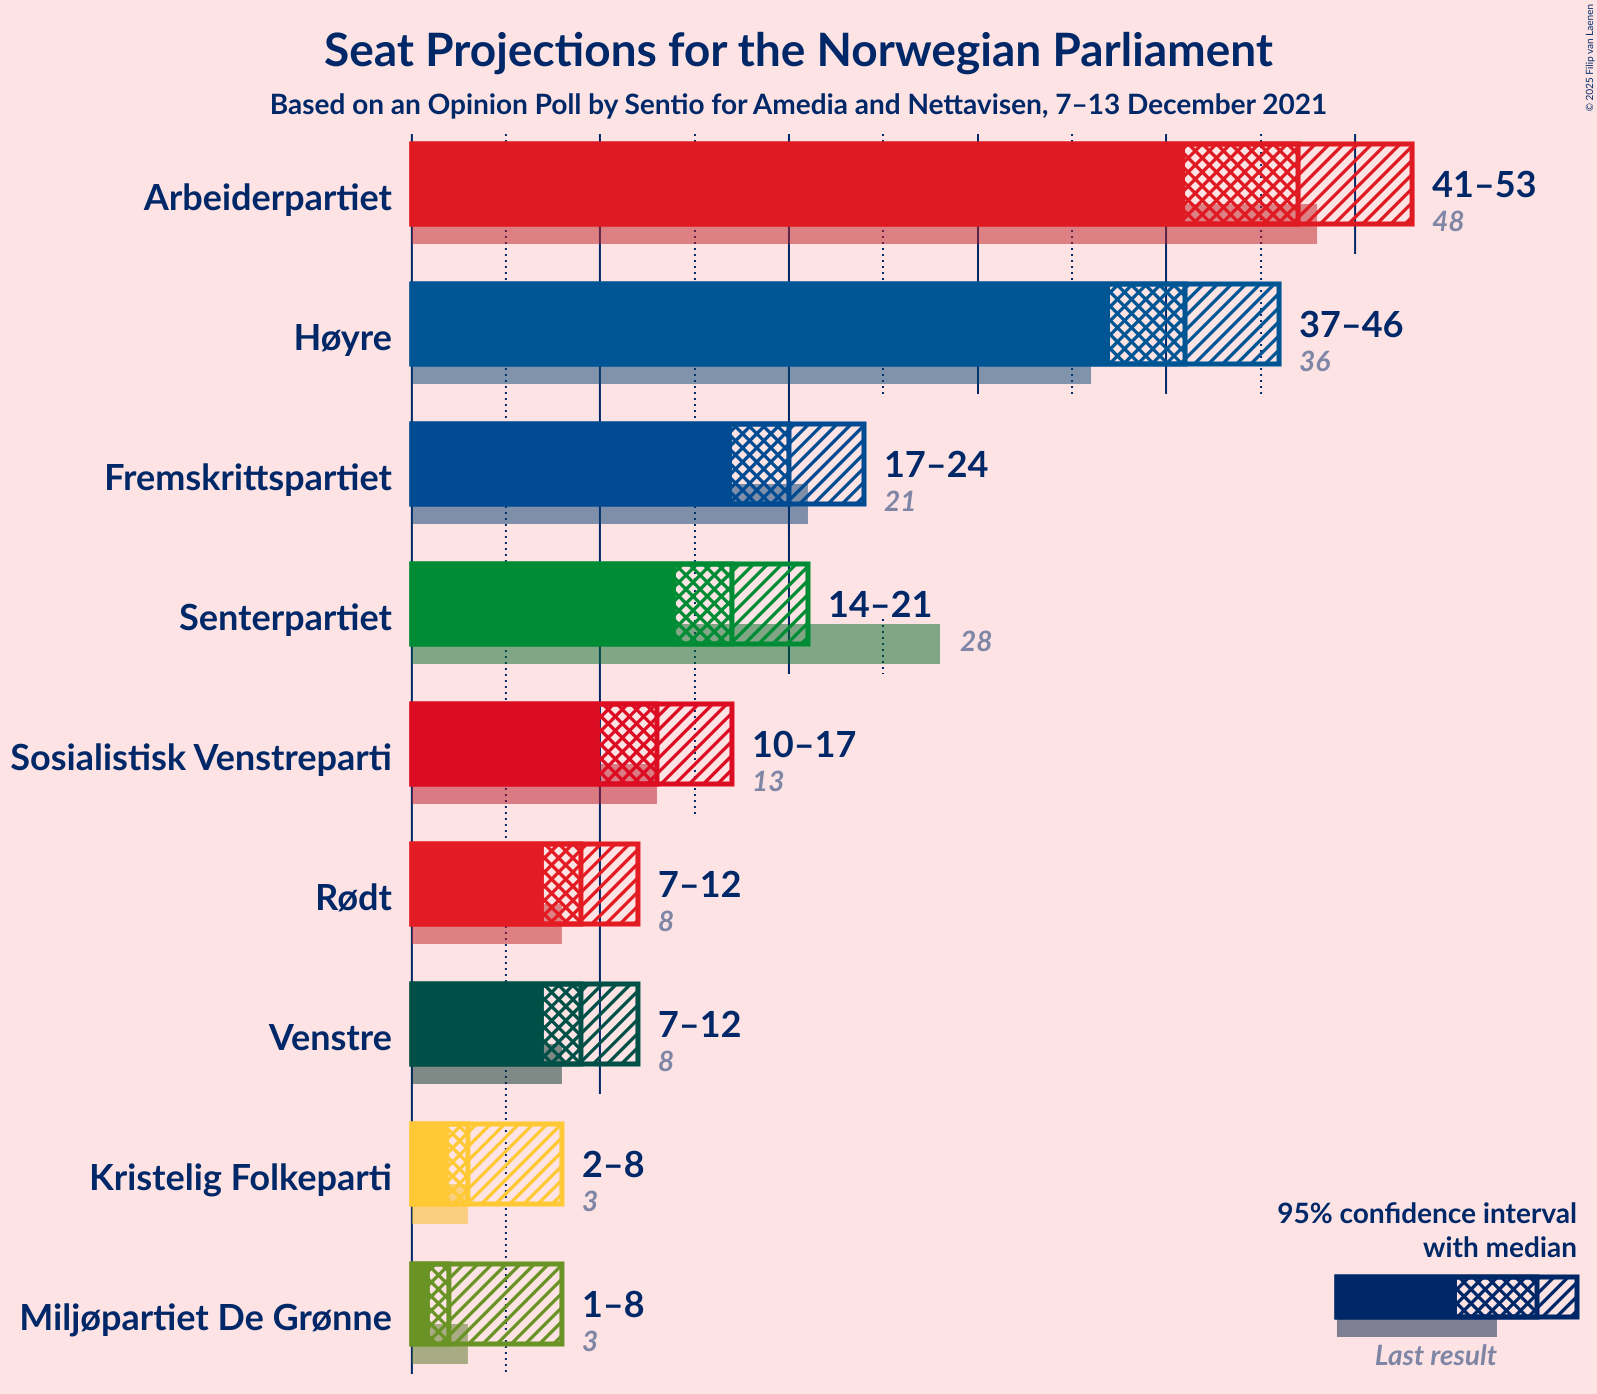 Seat Projections for the Norwegian Parliament
Based on an Opinion Poll by Sentio for Amedia and Nettavisen, 7–13 December 2021
© 2025 Filip van Laenen
Arbeiderpartiet
41–53
48
Høyre
37–46
36
Fremskrittspartiet
17–24
21
Senterpartiet
14–21
28
Sosialistisk Venstreparti
10–17
13
Rødt
7–12
8
Venstre
7–12
8
Kristelig Folkeparti
2–8
3
Miljøpartiet De Grønne
1–8
3
95% confidence interval
with median
Last result